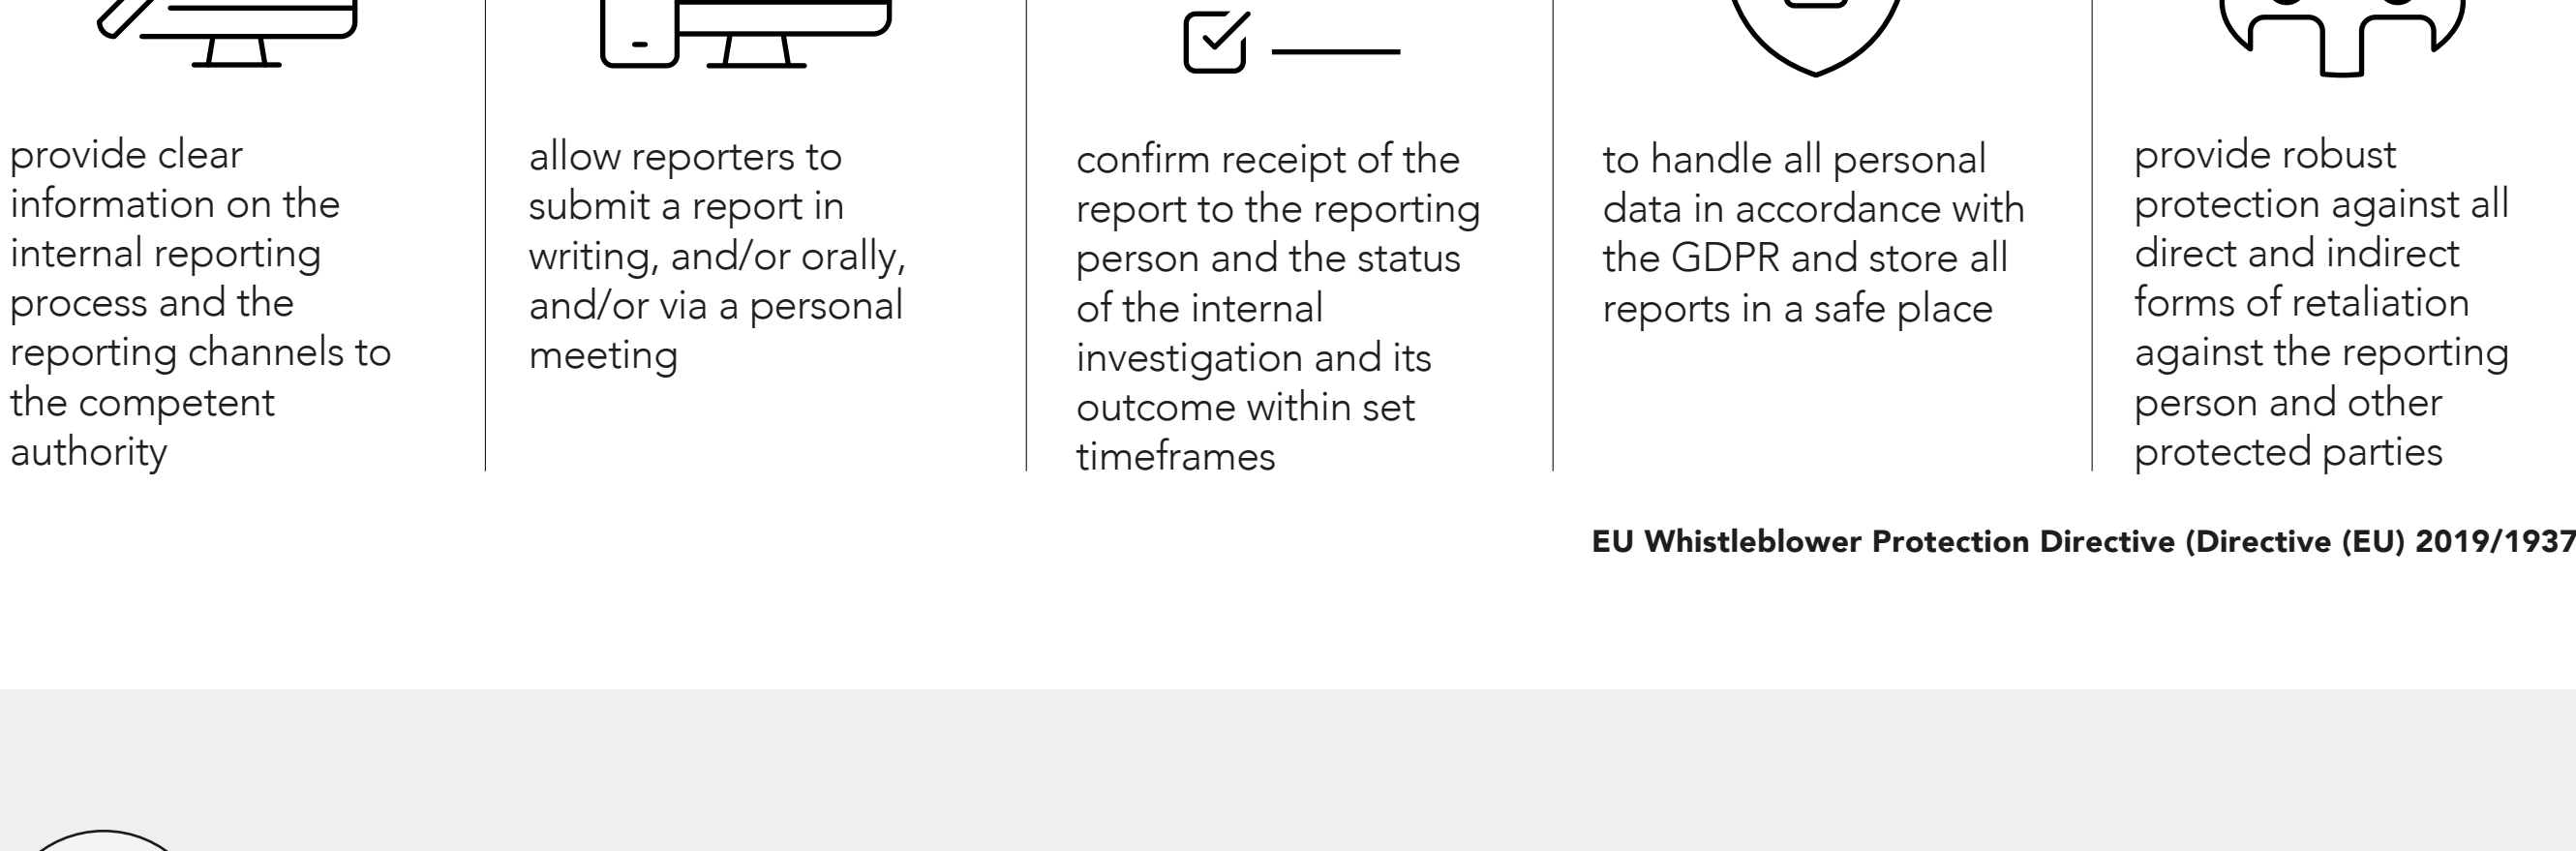 provide clear
information on the
internal reporting
process and the
reporting channels to
the competent
authority
allow reporters to
submit a report in
writing, and/or orally,
and/or via a personal
meeting
confirm receipt of the
report to the reporting
person and the status
of the internal
investigation and its
outcome within set
timeframes
to handle all personal
data in accordance with
the GDPR and store all
reports in a safe place
provide robust
protection against all
direct and indirect
forms of retaliation
against the reporting
person and other
protected parties
EU Whistleblower Protection Directive (Directive (EU) 2019/1937